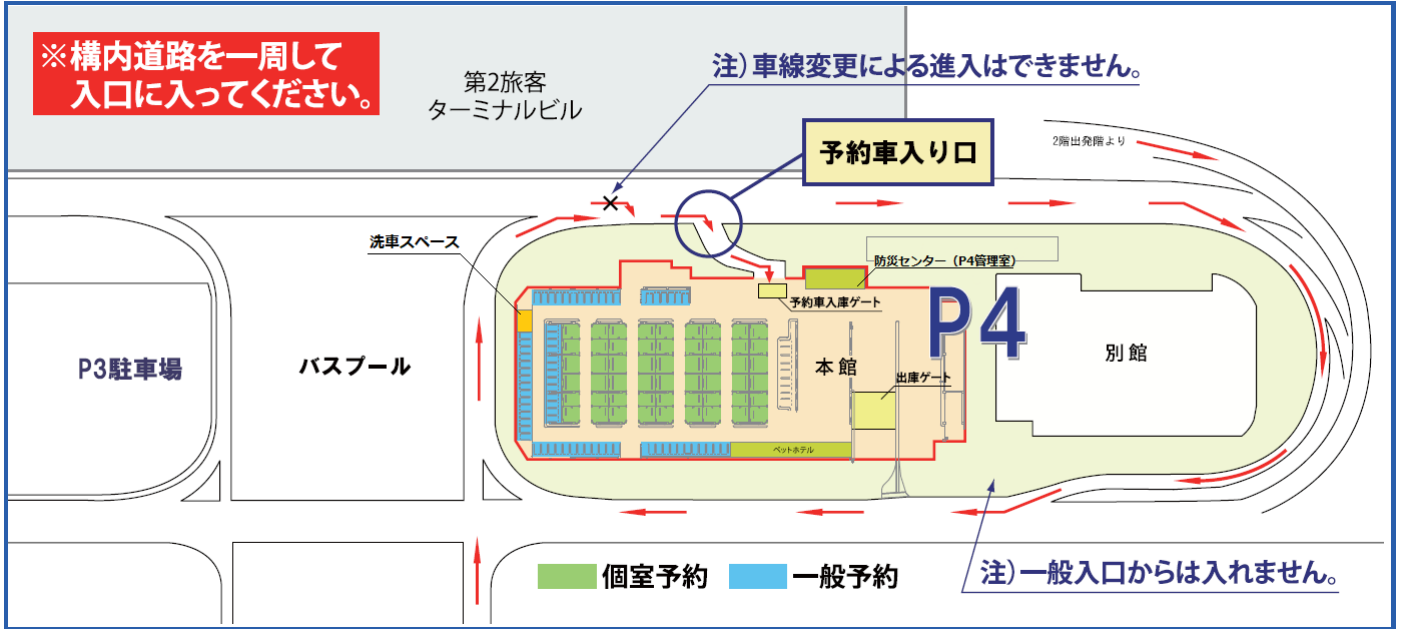 ※構内道路を一周して
入口に入ってください。
第2旅客
ターミナルビル
注）車線変更による進入はできません。
予約車入り口
2階出発階より
洗車スペース
防災センター（P4管理室）
予約車入庫ゲート
P4
P3駐車場
バスプール
本館
出庫ゲート
別館
ペットホテル
個室予約
一般予約
注）一般入口からは入れません。